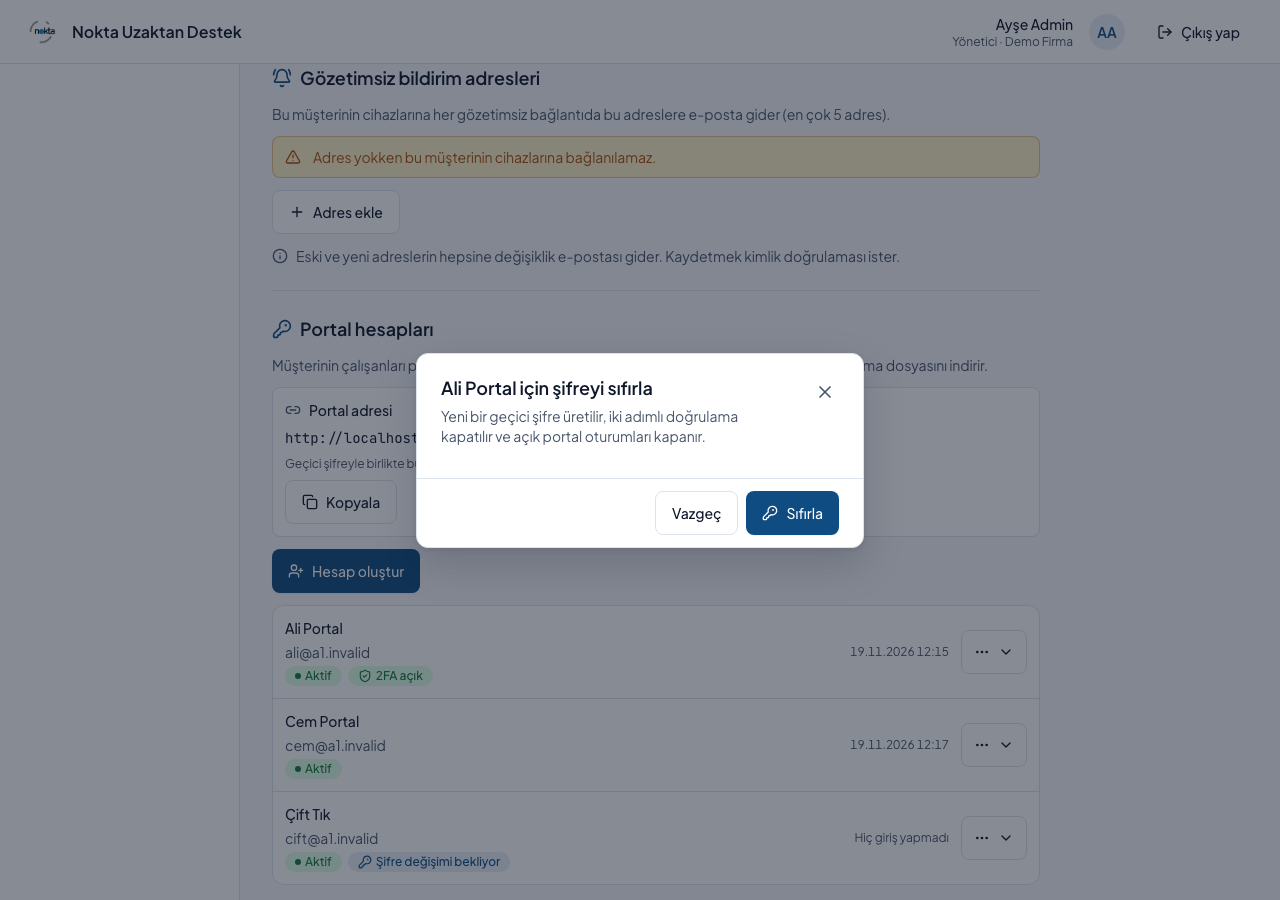 nokta
Nokta Uzaktan Destek
Ayşe Admin
Yönetici · Demo Firma
AA
Çıkış yap
Gözetimsiz bildirim adresleri
Bu müşterinin cihazlarına her gözetimsiz bağlantıda bu adreslere e-posta gider (en çok 5 adres).
Adres yokken bu müşterinin cihazlarına bağlanılamaz.
Adres ekle
Eski ve yeni adreslerin hepsine değişiklik e-postası gider. Kaydetmek kimlik doğrulaması ister.
Portal hesapları
Müşterinin çalışanları
dosyasını indirir.
Portal adresi
http://localhost
Geçici şifreyle birlikte
Kopyala
Ali Portal için şifreyi sıfırla
Yeni bir geçici şifre üretilir, iki adımlı doğrulama
kapatılır ve açık portal oturumları kapanır.
Vazgeç
Sıfırla
Hesap oluştur
Ali Portal
ali@a1.invalid
Aktif
2FA açık
19.11.2026 12:15
Cem Portal
cem@a1.invalid
Aktif
19.11.2026 12:17
Çift Tık
cift@a1.invalid
Aktif
Şifre değişimi bekliyor
Hiç giriş yapmadı